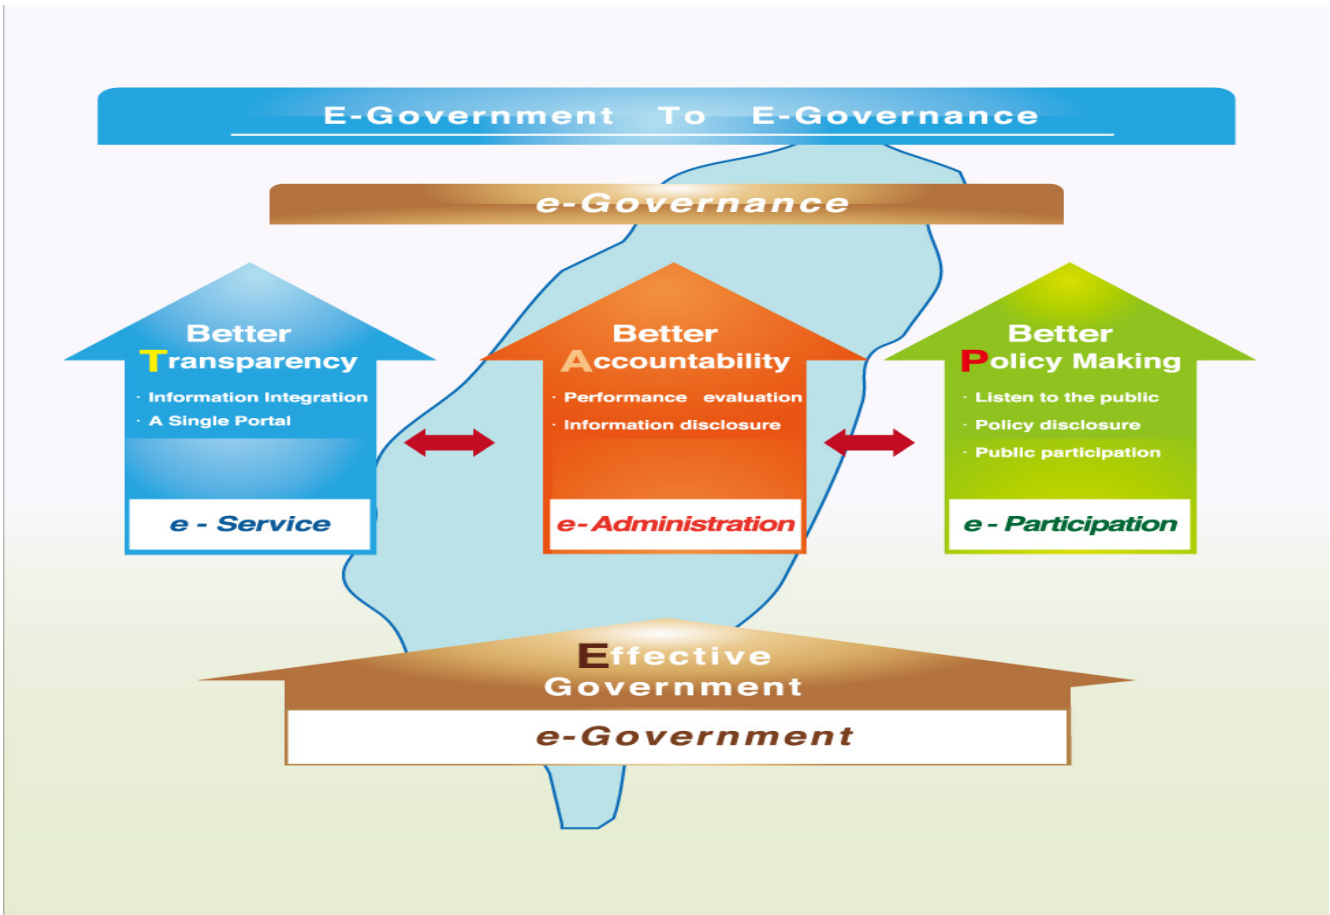 E-Government To E-Governance
e-Governance
Better
Transparency
· Information Integration
· A Single Portal
e - Service
Better
Accountability
· Performance evaluation
· Information disclosure
e- Administration
Better
Policy Making
· Listen to the public
· Policy disclosure
· Public participation
e - Participation
Effective
Government
e-Government